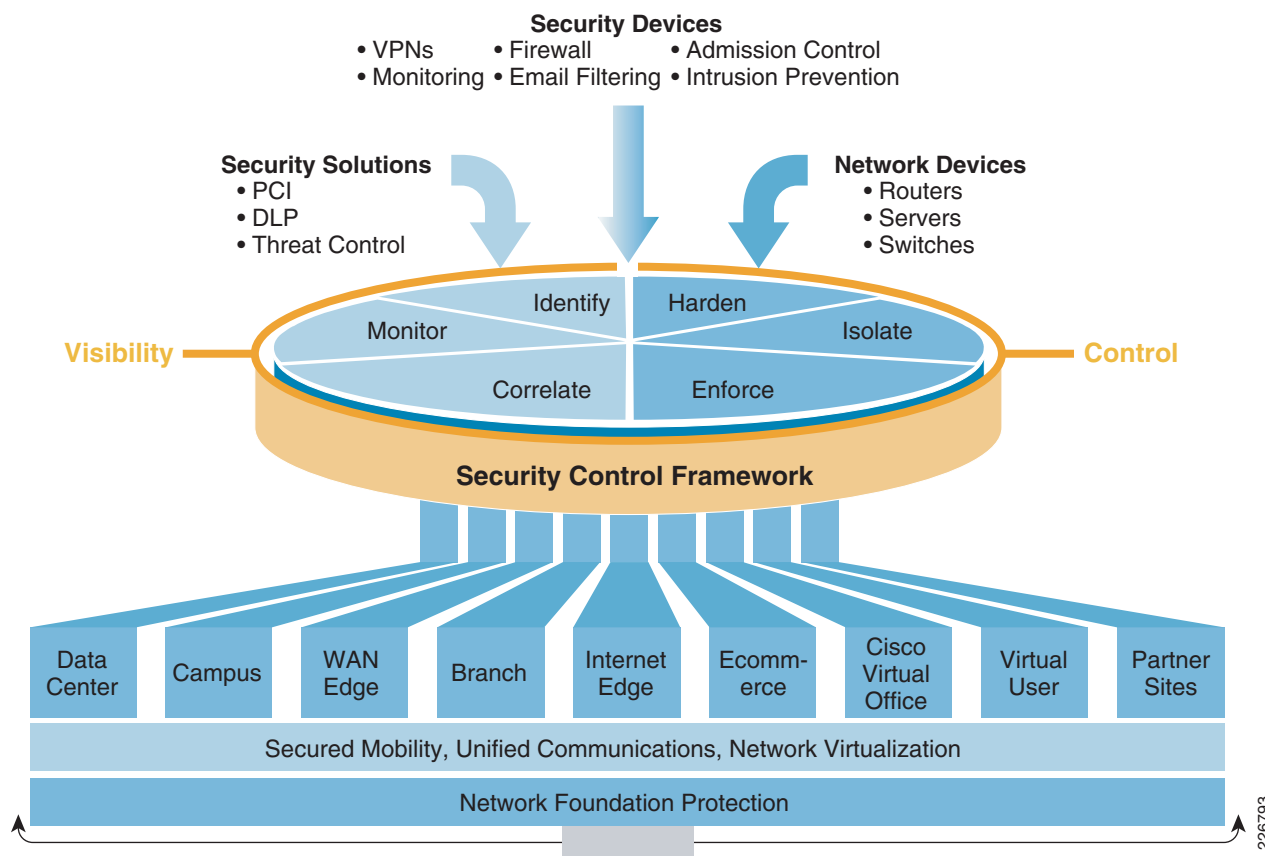 Security Devices
• VPNs • Firewall • Admission Control
• Monitoring • Email Filtering • Intrusion Prevention
Security Solutions
• PCI
• DLP
• Threat Control
Network Devices
• Routers
• Servers
• Switches
Identify
Harden
Monitor
Isolate
Visibility
Control
Correlate
Enforce
Security Control Framework
Data
Center
Campus
WAN
Edge
Branch
Internet
Edge
Ecomm-
erce
Cisco
Virtual
Office
Virtual
User
Partner
Sites
Secured Mobility, Unified Communications, Network Virtualization
Network Foundation Protection
226793